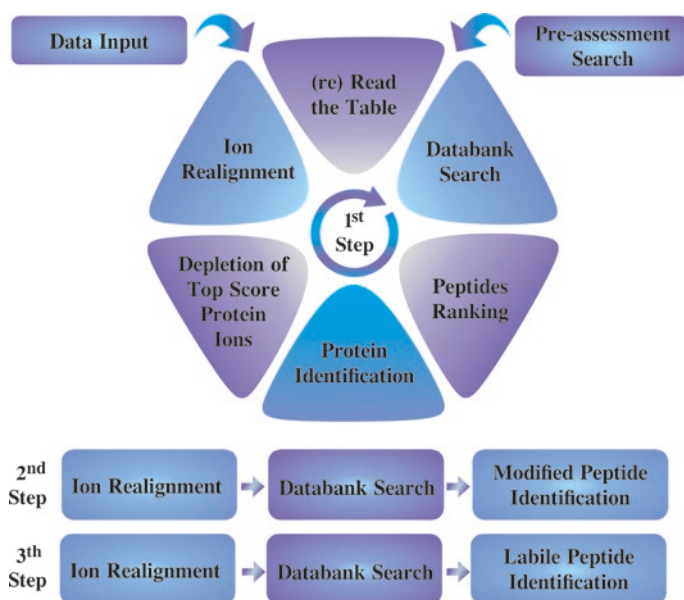 Data Input
Pre-assessment
Search
(re) Read
the Table
Ion
Realignment
Databank
Search
1st
Step
Depletion of
Top Score
Protein
Ions
Peptides
Ranking
Protein
Identification
2nd
Step
Ion Realignment
Databank Search
Modified Peptide
Identification
3th
Step
Ion Realignment
Databank Search
Labile Peptide
Identification